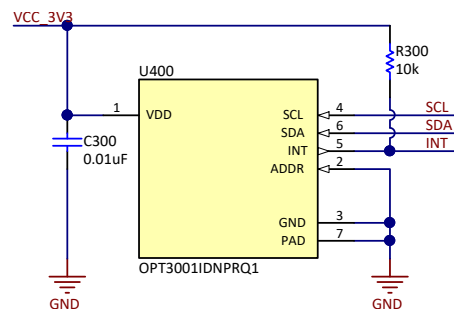 VCC_3V3
R300
10k
U400
1
VDD
SCL
4
SCL
SDA
6
SDA
INT
5
INT
ADDR
2
C300
0.01uF
GND
3
PAD
7
OPT3001IDNPRQ1
GND
GND